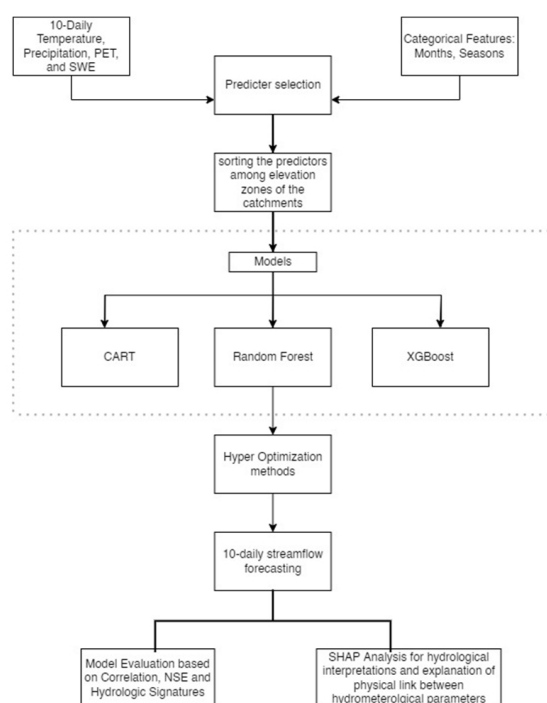 10-Daily
Temperature,
Precipitation, PET,
and SWE
Categorical Features:
Months, Seasons
Predicter selection
sorting the predictors
among elevation
zones of the
catchments
Models
CART
Random Forest
XGBoost
Hyper Optimization
methods
10-daily streamflow
forecasting
Model Evaluation based
on Correlation, NSE and
Hydrologic Signatures
SHAP Analysis for hydrological
interpretations and explanation of
physical link between
hydrometerolgical parameters